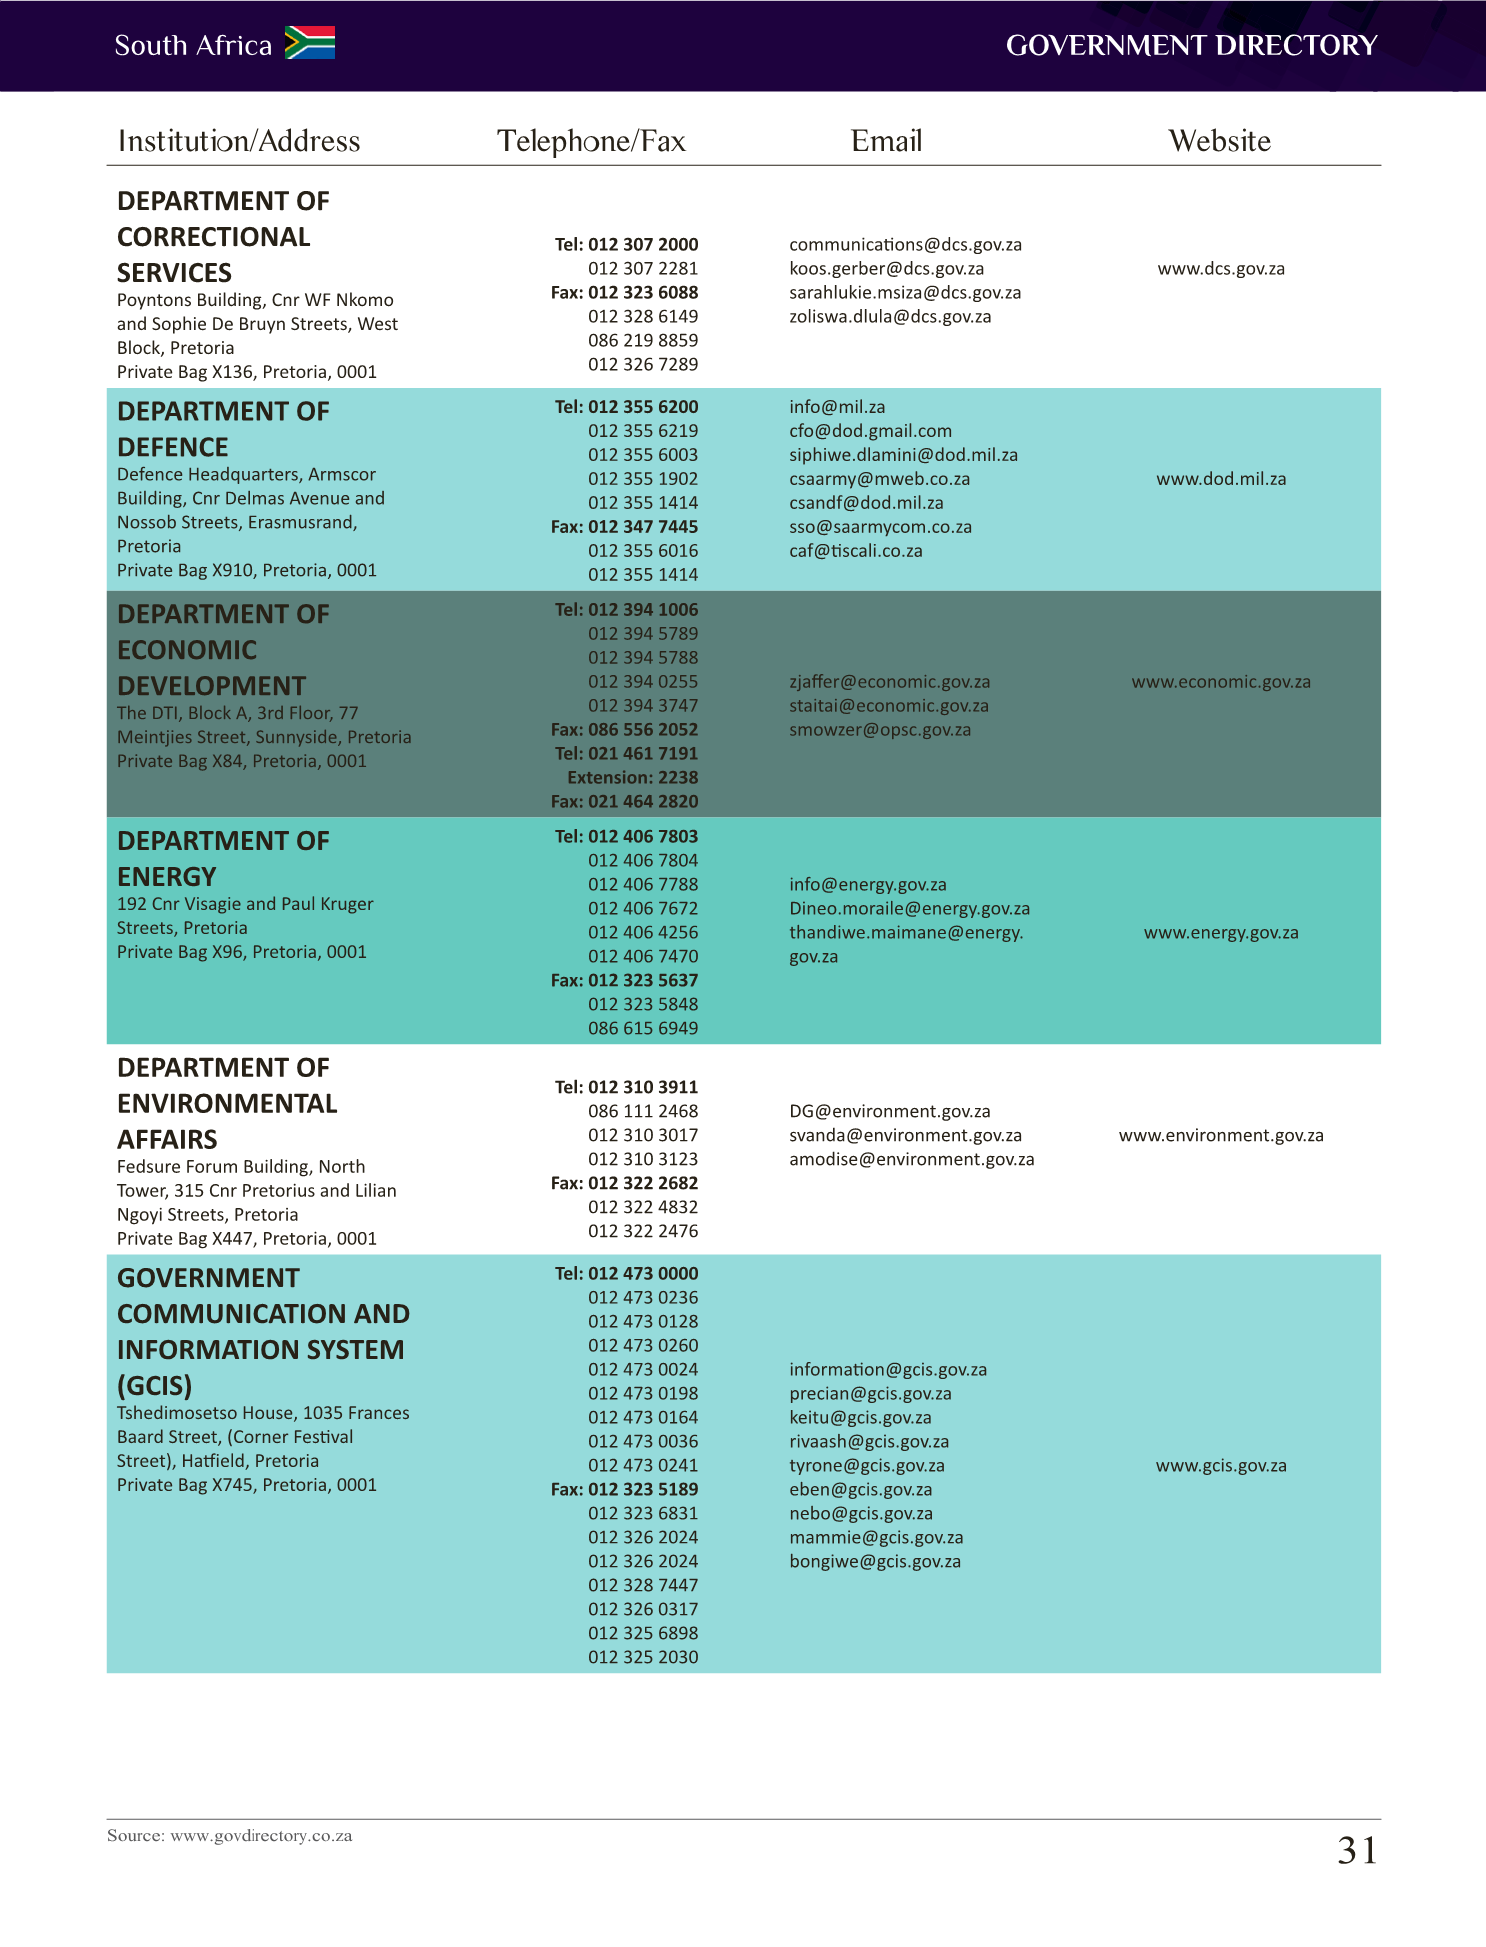 South Africa
GOVERNMENT DIRECTORY
Institution/Address
Telephone/Fax
Email
Website
DEPARTMENT OF
CORRECTIONAL
SERVICES
Poyntons Building, Cnr WF Nkomo
and Sophie De Bruyn Streets, West
Block, Pretoria
Private Bag X136, Pretoria, 0001
Tel: 012 307 2000
012 307 2281
Fax: 012 323 6088
012 328 6149
086 219 8859
012 326 7289
communications@dcs.gov.za
koos.gerber@dcs.gov.za
sarahlukie.msiza@dcs.gov.za
zoliswa.dlula@dcs.gov.za
www.dcs.gov.za
DEPARTMENT OF
DEFENCE
Defence Headquarters, Armscor
Building, Cnr Delmas Avenue and
Nossob Streets, Erasmusrand,
Pretoria
Private Bag X910, Pretoria, 0001
Tel: 012 355 6200
012 355 6219
012 355 6003
012 355 1902
012 355 1414
Fax: 012 347 7445
012 355 6016
012 355 1414
info@mil.za
cfo@dod.gmail.com
siphiwe.dlamini@dod.mil.za
csaarmy@mweb.co.za
csandf@dod.mil.za
sso@saarmycom.co.za
caf@tiscali.co.za
www.dod.mil.za
DEPARTMENT OF
ECONOMIC
DEVELOPMENT
The DTI, Block A, 3rd Floor, 77
Meintjies Street, Sunnyside, Pretoria
Private Bag X84, Pretoria, 0001
Tel: 012 394 1006
012 394 5789
012 394 5788
012 394 0255
012 394 3747
Fax: 086 556 2052
Tel: 021 461 7191
Extension: 2238
Fax: 021 464 2820
zjaffer@economic.gov.za
staitai@economic.gov.za
smowzer@opsc.gov.za
www.economic.gov.za
DEPARTMENT OF
ENERGY
192 Cnr Visagie and Paul Kruger
Streets, Pretoria
Private Bag X96, Pretoria, 0001
Tel: 012 406 7803
012 406 7804
012 406 7788
012 406 7672
012 406 4256
012 406 7470
Fax: 012 323 5637
012 323 5848
086 615 6949
info@energy.gov.za
Dineo.moraile@energy.gov.za
thandiwe.maimane@energy.
gov.za
www.energy.gov.za
DEPARTMENT OF
ENVIRONMENTAL
AFFAIRS
Fedsure Forum Building, North
Tower, 315 Cnr Pretorius and Lilian
Ngoyi Streets, Pretoria
Private Bag X447, Pretoria, 0001
Tel: 012 310 3911
086 111 2468
012 310 3017
012 310 3123
Fax: 012 322 2682
012 322 4832
012 322 2476
DG@environment.gov.za
svanda@environment.gov.za
amodise@environment.gov.za
www.environment.gov.za
GOVERNMENT
COMMUNICATION AND
INFORMATION SYSTEM
(GCIS)
Tshedimosetso House, 1035 Frances
Baard Street, (Corner Festival
Street), Hatfield, Pretoria
Private Bag X745, Pretoria, 0001
Tel: 012 473 0000
012 473 0236
012 473 0128
012 473 0260
012 473 0024
012 473 0198
012 473 0164
012 473 0036
012 473 0241
Fax: 012 323 5189
012 323 6831
012 326 2024
012 326 2024
012 328 7447
012 326 0317
012 325 6898
012 325 2030
information@gcis.gov.za
precian@gcis.gov.za
keitu@gcis.gov.za
rivaash@gcis.gov.za
tyrone@gcis.gov.za
eben@gcis.gov.za
nebo@gcis.gov.za
mammie@gcis.gov.za
bongiwe@gcis.gov.za
www.gcis.gov.za
Source: www.govdirectory.co.za
31